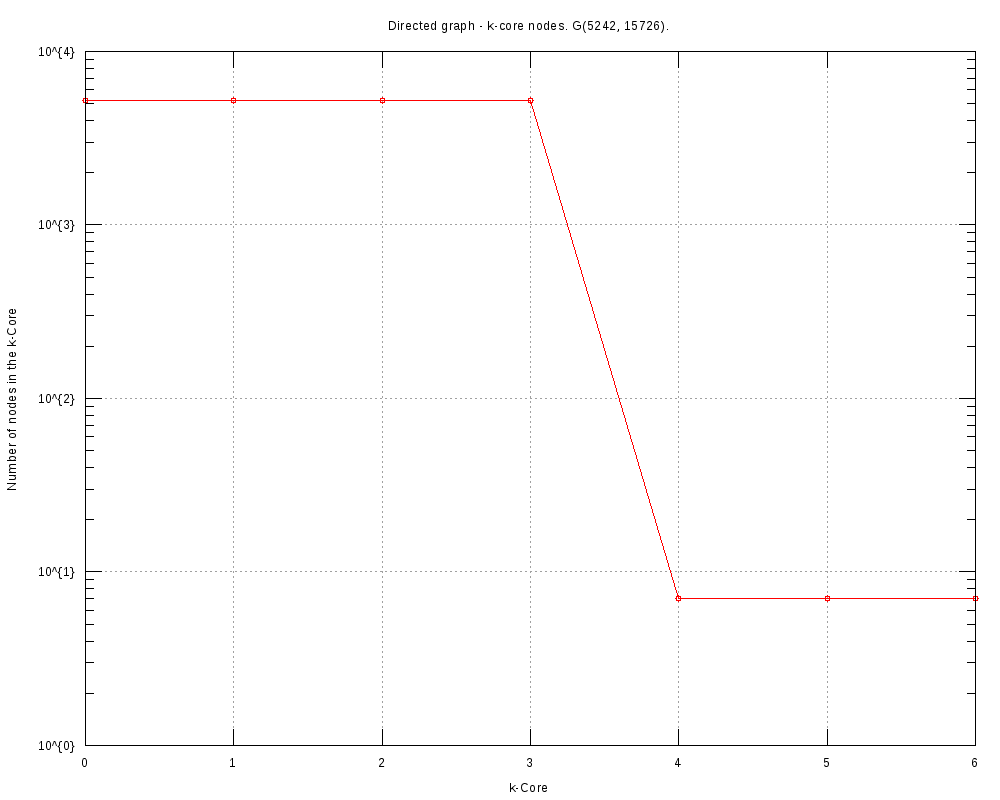 Directed graph - k-core nodes. G(5242, 15726).
10^{4}
10^{3}
10^{2}
10^{1}
10^{0}
Number of nodes in the k-Core
0 1 2 3 4 5 6
k-Core